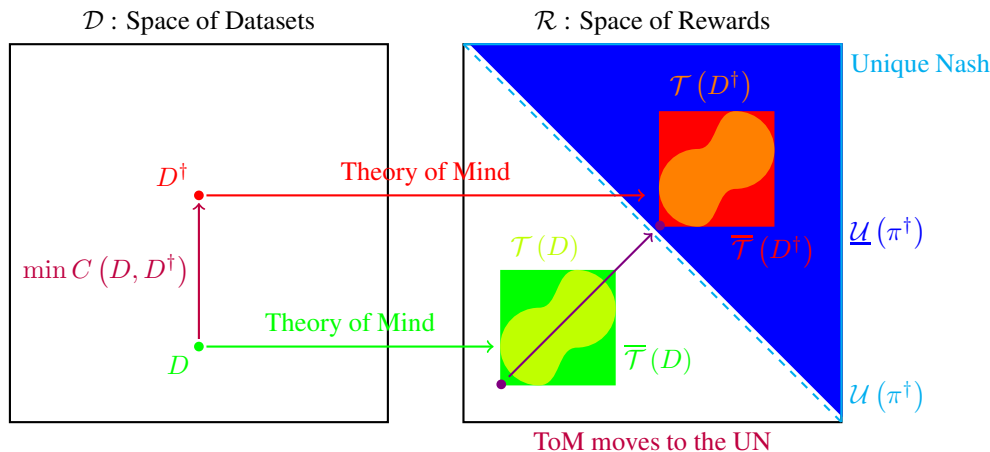 𝒟 : Space of Datasets
ℛ : Space of Rewards
Unique Nash
𝒯 (D†)
D†
Theory of Mind
𝒯 (D)
𝒯̅ (D†)
𝒰̲ (π†)
min C (D, D†)
Theory of Mind
D
𝒯̅ (D)
𝒰 (π†)
ToM moves to the UN